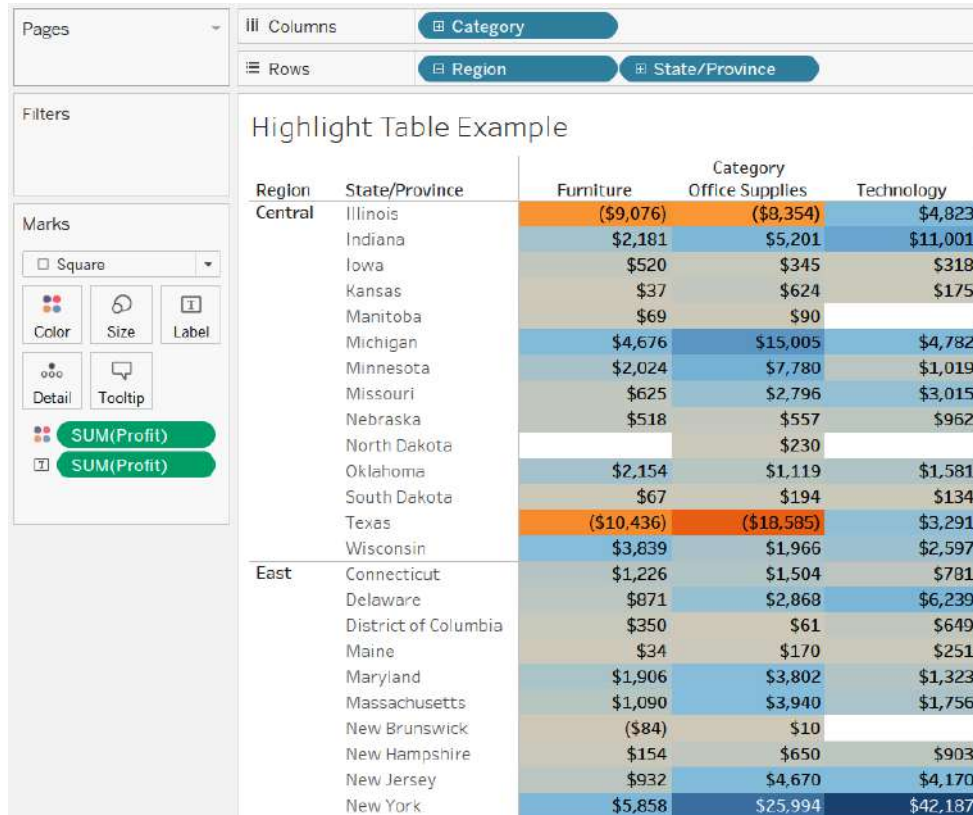 Pages
Columns
Category
Rows
Region
State/Province
Filters
Marks
Square
Color
Size
Label
Detail
Tooltip
SUM(Profit)
SUM(Profit)
Highlight Table Example
Category
Region State/Province Furniture Office Supplies Technology
Central Illinois ($9,076) ($8,354) $4,823
Indiana $2,181 $5,201 $11,001
Iowa $520 $345 $318
Kansas $37 $624 $175
Manitoba $69 $90
Michigan $4,676 $15,005 $4,782
Minnesota $2,024 $7,780 $1,019
Missouri $625 $2,796 $3,015
Nebraska $518 $557 $962
North Dakota $230
Oklahoma $2,154 $1,119 $1,581
South Dakota $67 $194 $134
Texas ($10,436) ($18,585) $3,291
Wisconsin $3,839 $1,966 $2,597
East Connecticut $1,226 $1,504 $781
Delaware $871 $2,868 $6,239
District of Columbia $350 $61 $649
Maine $34 $170 $251
Maryland $1,906 $3,802 $1,323
Massachusetts $1,090 $3,940 $1,756
New Brunswick ($84) $10
New Hampshire $154 $650 $903
New Jersey $932 $4,670 $4,170
New York $5,858 $25,994 $42,187